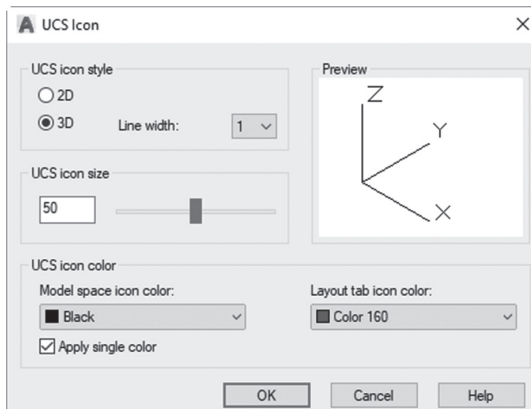 UCS Icon
UCS icon style
2D
3D
Line width:
1
Preview
Z
Y
X
UCS icon size
50
UCS icon color
Model space icon color:
Black
Layout tab icon color:
Color 160
Apply single color
OK
Cancel
Help